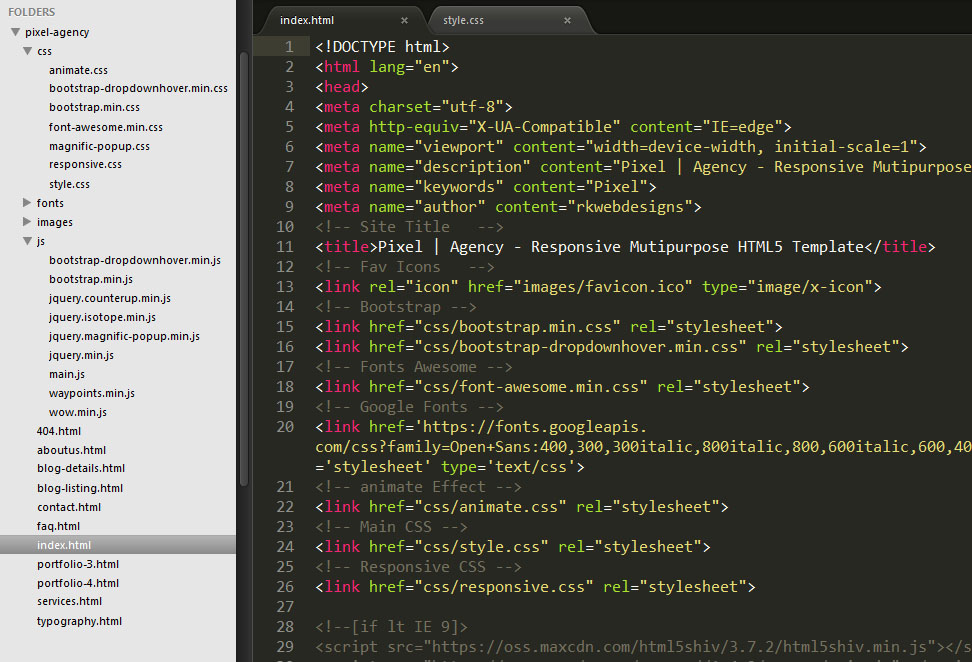 FOLDERS
pixel-agency
css
animate.css
bootstrap-dropdownhover.min.css
bootstrap.min.css
font-awesome.min.css
magnific-popup.css
responsive.css
style.css
fonts
images
js
bootstrap-dropdownhover.min.js
bootstrap.min.js
jquery.counterup.min.js
jquery.isotope.min.js
jquery.magnific-popup.min.js
jquery.min.js
main.js
waypoints.min.js
wow.min.js
404.html
aboutus.html
blog-details.html
blog-listing.html
contact.html
faq.html
index.html
portfolio-3.html
portfolio-4.html
services.html
typography.html
index.html × style.css ×
1 <!DOCTYPE html>
2 <html lang="en">
3 <head>
4 <meta charset="utf-8">
5 <meta http-equiv="X-UA-Compatible" content="IE=edge">
6 <meta name="viewport" content="width=device-width, initial-scale=1">
7 <meta name="description" content="Pixel | Agency - Responsive Mutipurpose
8 <meta name="keywords" content="Pixel">
9 <meta name="author" content="rkwebdesigns">
10 <!-- Site Title   -->
11 <title>Pixel | Agency - Responsive Mutipurpose HTML5 Template</title>
12 <!-- Fav Icons   -->
13 <link rel="icon" href="images/favicon.ico" type="image/x-icon">
14 <!-- Bootstrap -->
15 <link href="css/bootstrap.min.css" rel="stylesheet">
16 <link href="css/bootstrap-dropdownhover.min.css" rel="stylesheet">
17 <!-- Fonts Awesome -->
18 <link href="css/font-awesome.min.css" rel="stylesheet">
19 <!-- Google Fonts -->
20 <link href='https://fonts.googleapis.
com/css?family=Open+Sans:400,300,300italic,800italic,800,600italic,600,40
='stylesheet' type='text/css'>
21 <!-- animate Effect -->
22 <link href="css/animate.css" rel="stylesheet">
23 <!-- Main CSS -->
24 <link href="css/style.css" rel="stylesheet">
25 <!-- Responsive CSS -->
26 <link href="css/responsive.css" rel="stylesheet">
27
28 <!--[if lt IE 9]>
29 <script src="https://oss.maxcdn.com/html5shiv/3.7.2/html5shiv.min.js"></s